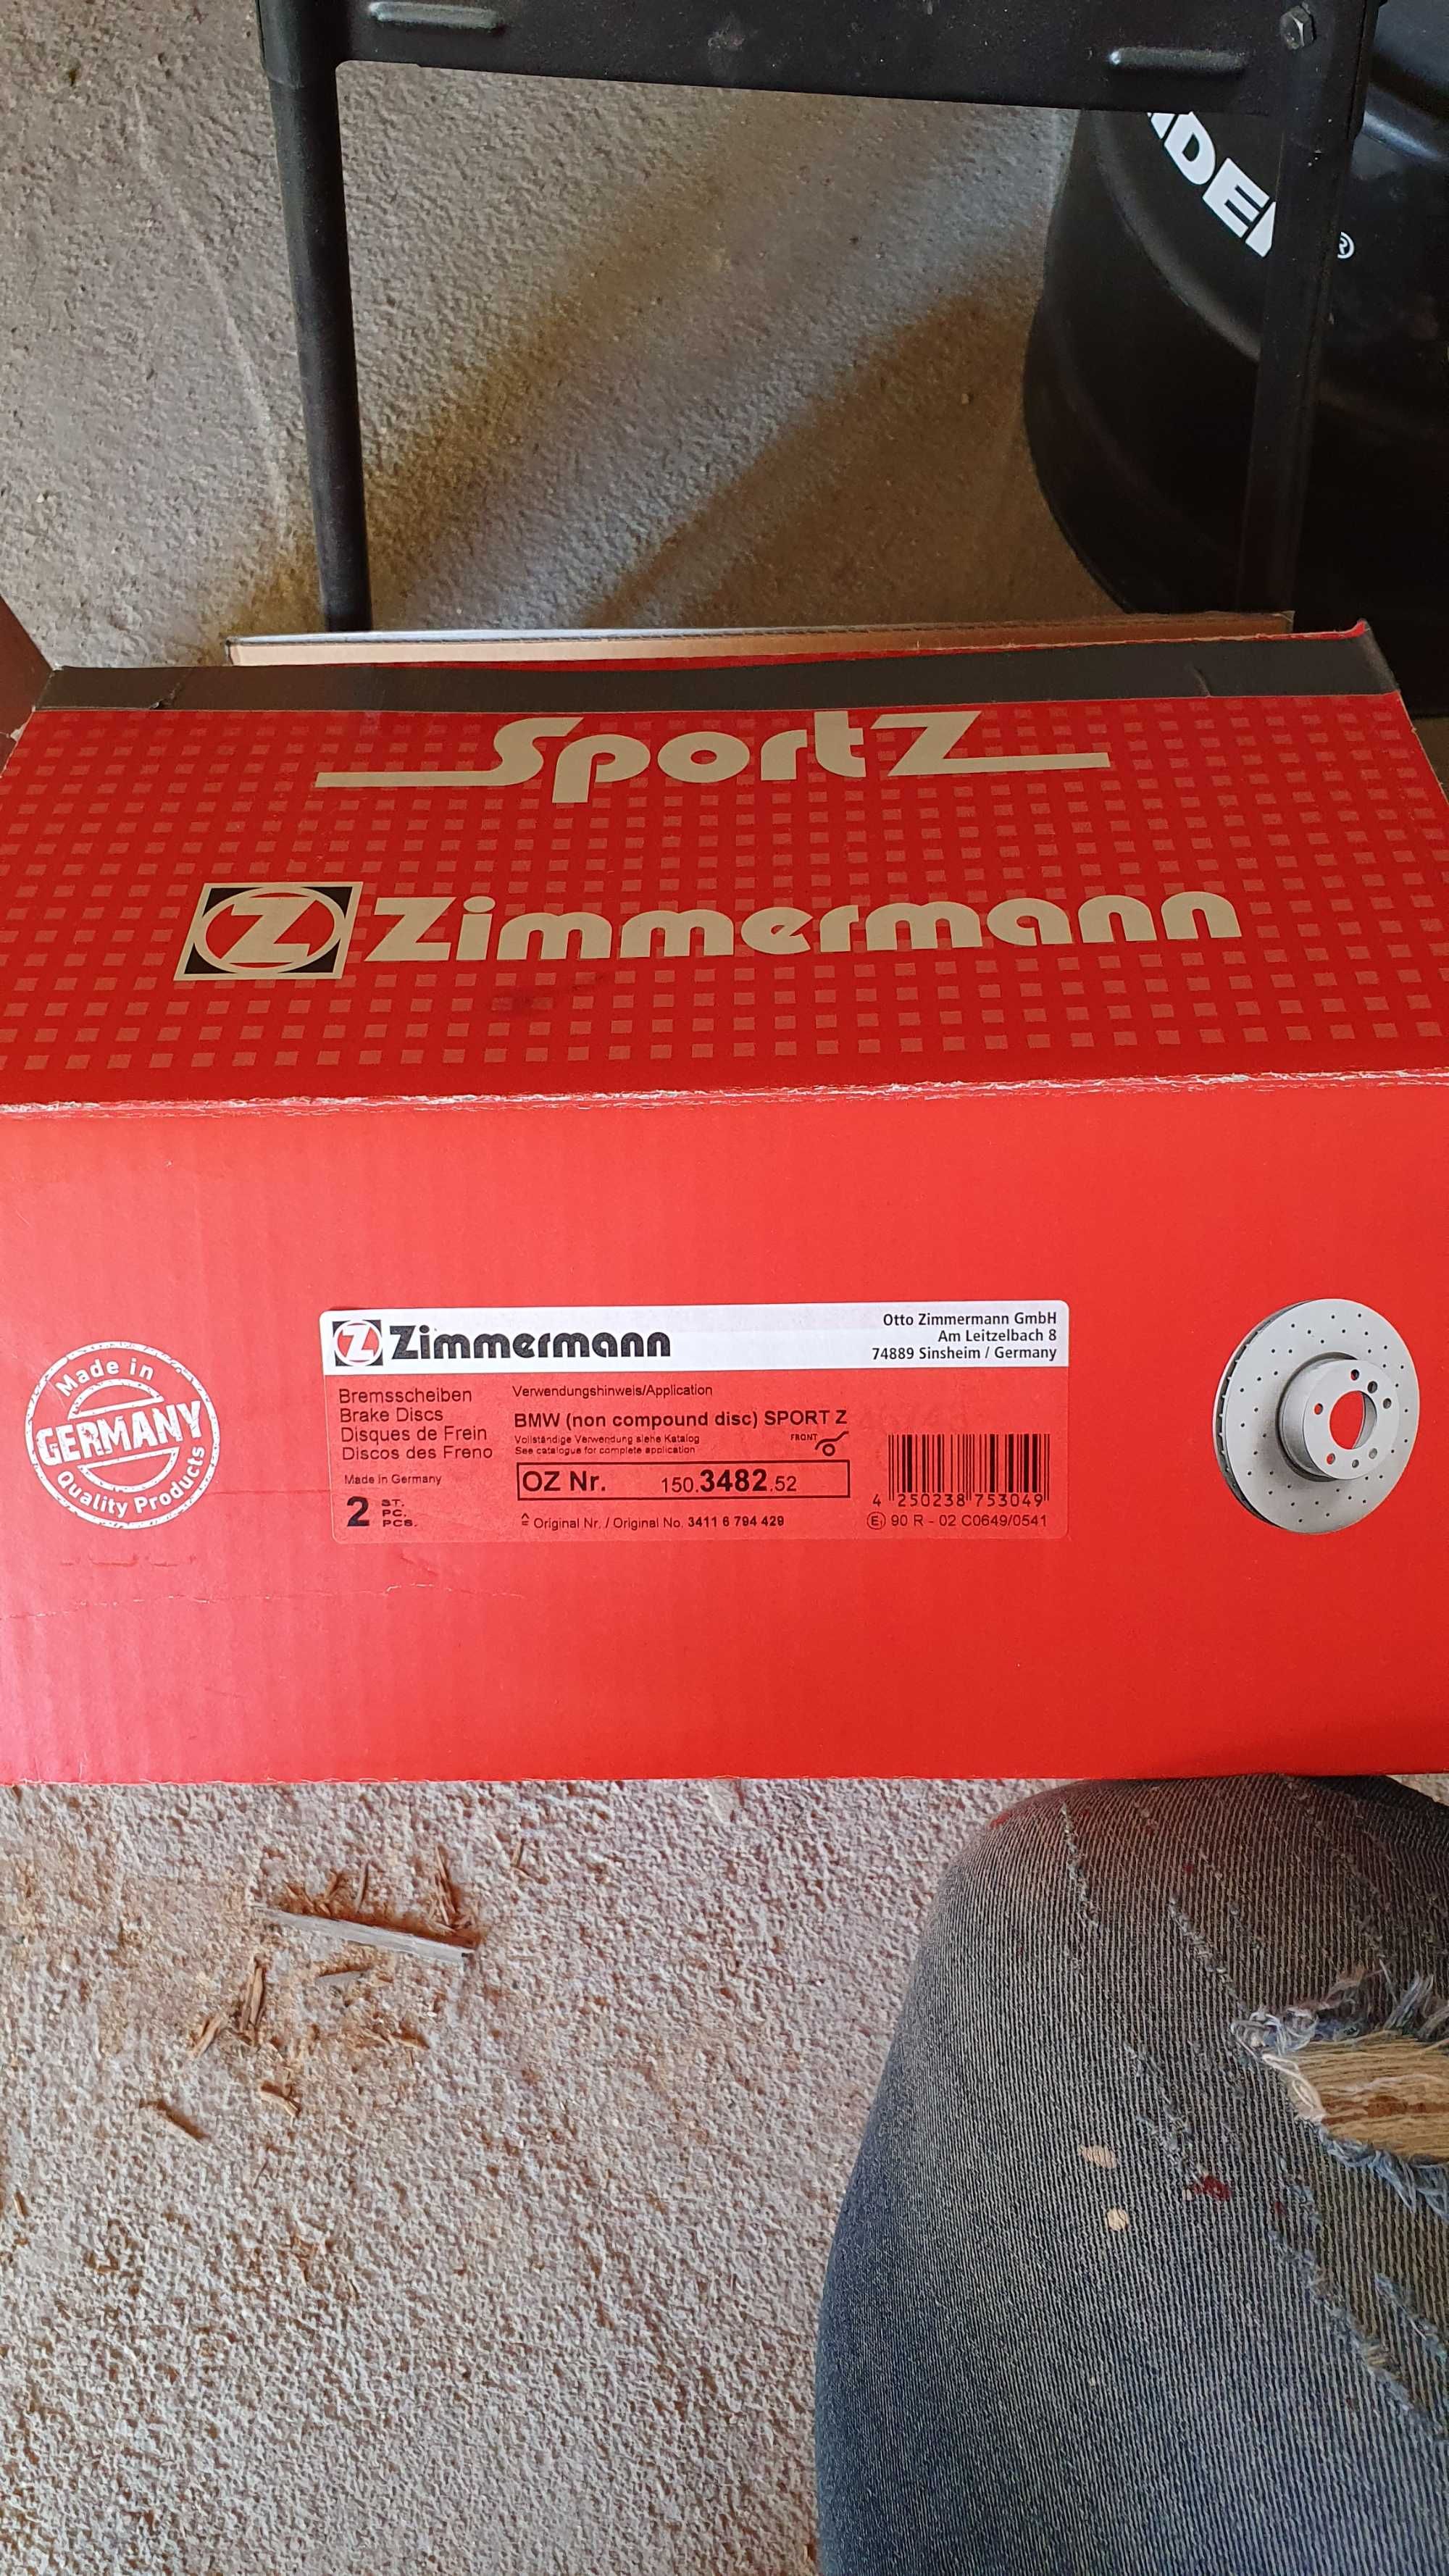 Sport Z
Z Zimmermann
Made in
GERMANY
Quality Products
Z Zimmermann
Otto Zimmermann GmbH
Am Leitzelbach 8
74889 Sinsheim / Germany
Bremsscheiben
Brake Discs
Disques de Frein
Discos des Freno
Made in Germany
2 ST.
PC.
PCS.
Verwendungshinweis/Application
BMW (non compound disc) SPORT Z
Vollständige Verwendung siehe Katalog
See catalogue for complete application
FRONT
OZ Nr. 150.3482.52
≙ Original Nr. / Original No. 3411 6 794 429
4 250238 753049
E 90 R - 02 C0649/0541